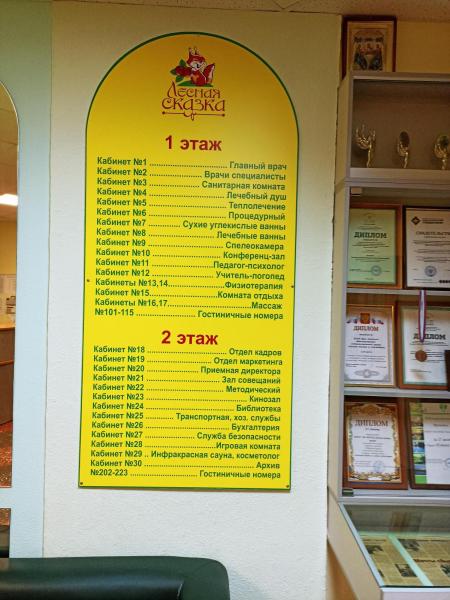 Лесная
сказка
1 этаж
Кабинет №1 ........................ Главный врач
Кабинет №2 ................. Врачи специалисты
Кабинет №3 ................ Санитарная комната
Кабинет №4 ........................ Лечебный душ
Кабинет №5 ........................ Теплолечение
Кабинет №6 ........................ Процедурный
Кабинет №7 ........ Сухие углекислые ванны
Кабинет №8 ..................... Лечебные ванны
Кабинет №9 ........................ Спелеокамера
Кабинет №10 ..................... Конференц-зал
Кабинет №11 ..................Педагог-психолог
Кабинет №12 .................. Учитель-логопед
Кабинеты №13,14.................Физиотерапия
Кабинет №15...................Комната отдыха
Кабинеты №16,17........................Массаж
№101-115 ................. Гостиничные номера
2 этаж
Кабинет №18 ........................ Отдел кадров
Кабинет №19 .................. Отдел маркетинга
Кабинет №20 ............. Приемная директора
Кабинет №21 ..................... Зал совещаний
Кабинет №22 ........................ Методический
Кабинет №23 ........................ Кинозал
Кабинет №24 ........................ Библиотека
Кабинет №25 ........ Транспортная, хоз. службы
Кабинет №26 ........................ Бухгалтерия
Кабинет №27 ............. Служба безопасности
Кабинет №28 ..................Игровая комната
Кабинет №29 .. Инфракрасная сауна, косметолог
Кабинет №30 ........................ Архив
№202-223 ................. Гостиничные номера
ДИПЛОМ
СВИДЕТЕЛЬСТВО
ДИПЛОМ
ДИПЛОМ
ДИПЛОМ